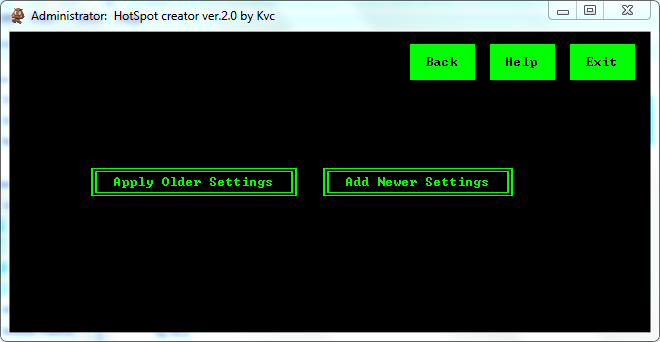 Administrator:  HotSpot creator ver.2.0 by Kvc
Back Help Exit
Apply Older Settings Add Newer Settings